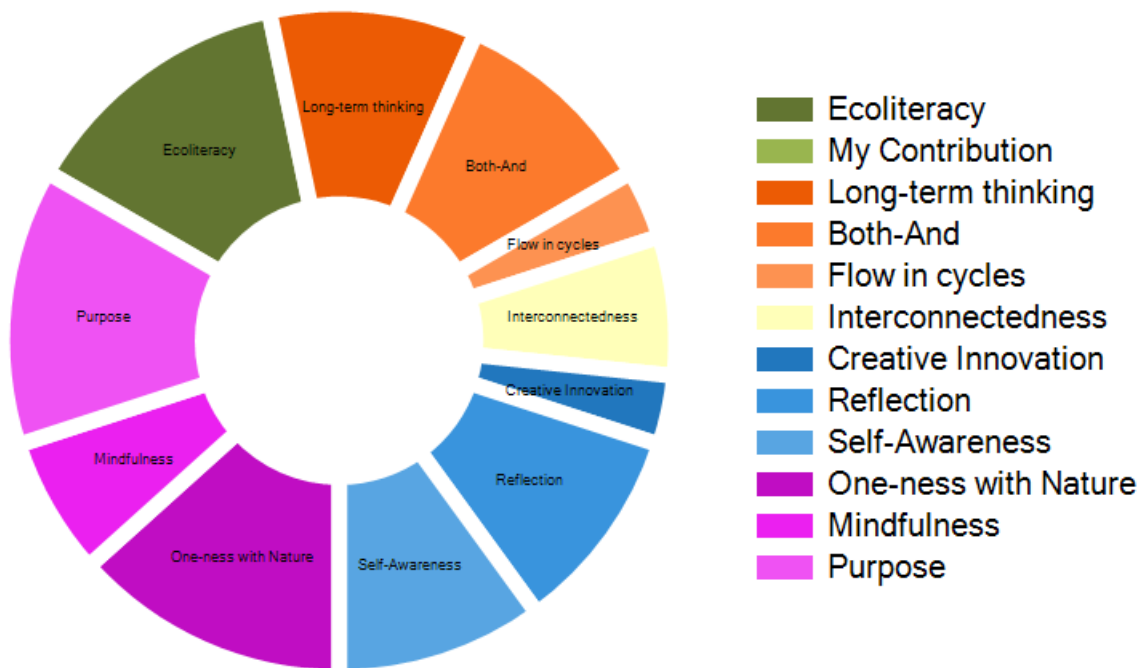 Long-term thinking
Both-And
Ecoliteracy
Flow in cycles
Purpose
Interconnectedness
Creative Innovation
Mindfulness
Reflection
One-ness with Nature
Self-Awareness
Ecoliteracy
My Contribution
Long-term thinking
Both-And
Flow in cycles
Interconnectedness
Creative Innovation
Reflection
Self-Awareness
One-ness with Nature
Mindfulness
Purpose